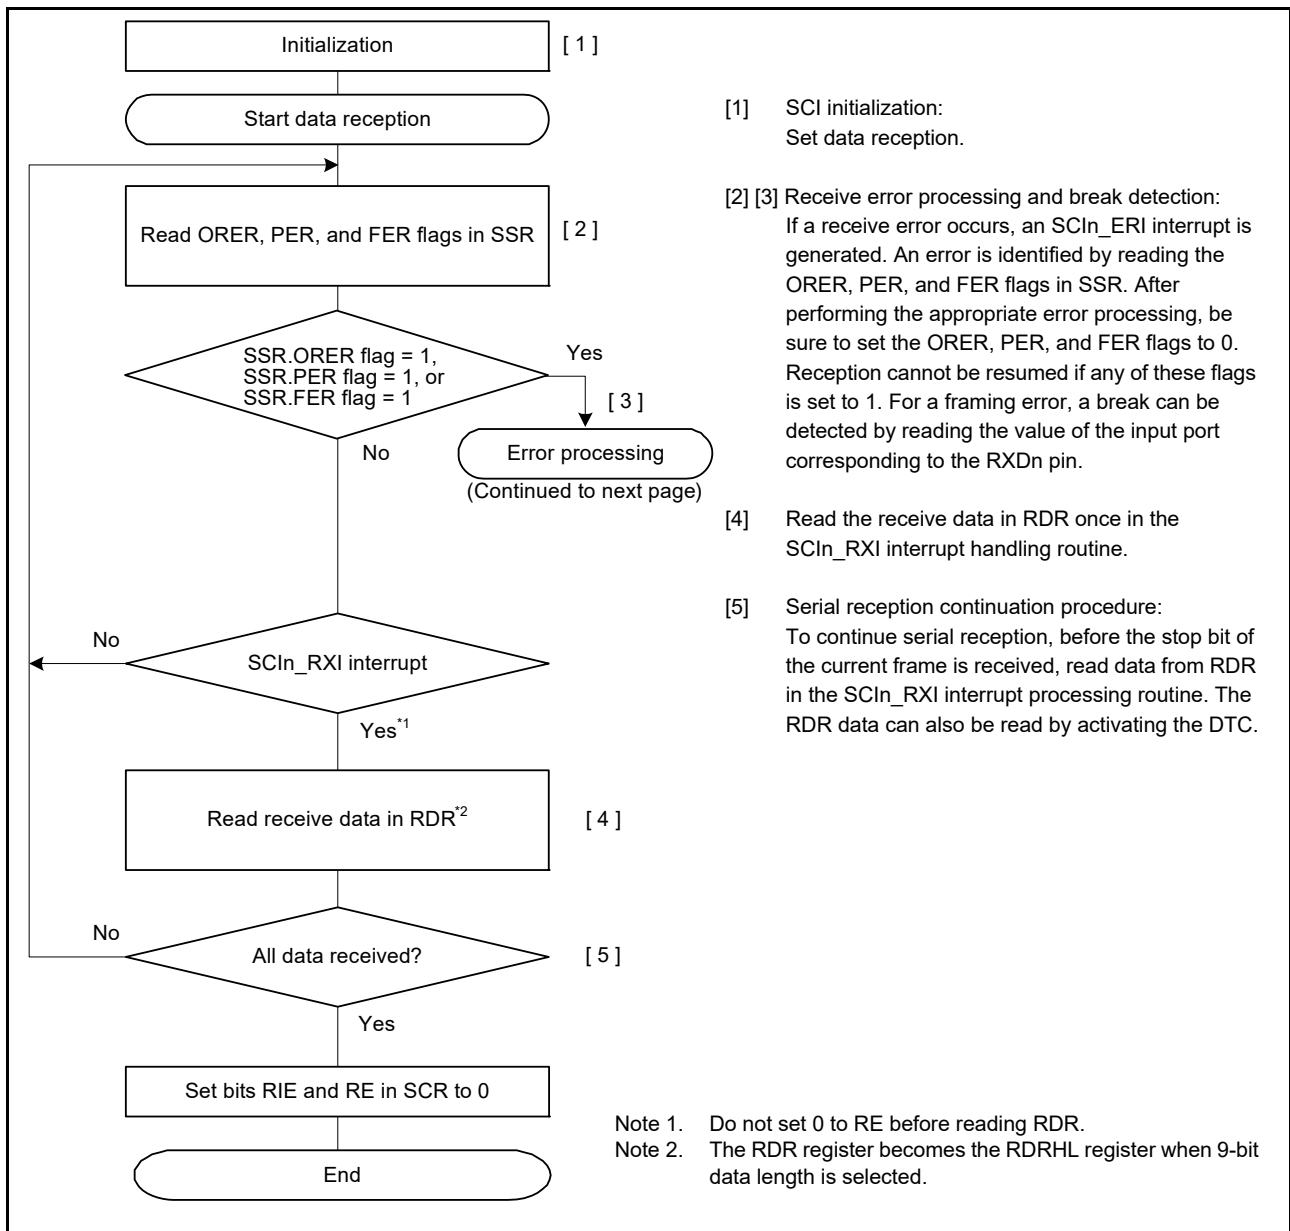 Initialization
[ 1 ]
Start data reception
Read ORER, PER, and FER flags in SSR
[ 2 ]
SSR.ORER flag = 1,
SSR.PER flag = 1, or
SSR.FER flag = 1
Yes
[ 3 ]
No
Error processing
(Continued to next page)
No
SCIn_RXI interrupt
Yes*1
Read receive data in RDR*2
[ 4 ]
No
All data received?
[ 5 ]
Yes
Set bits RIE and RE in SCR to 0
End
[1] SCI initialization:
Set data reception.
[2] [3] Receive error processing and break detection:
If a receive error occurs, an SCIn_ERI interrupt is
generated. An error is identified by reading the
ORER, PER, and FER flags in SSR. After
performing the appropriate error processing, be
sure to set the ORER, PER, and FER flags to 0.
Reception cannot be resumed if any of these flags
is set to 1. For a framing error, a break can be
detected by reading the value of the input port
corresponding to the RXDn pin.
[4] Read the receive data in RDR once in the
SCIn_RXI interrupt handling routine.
[5] Serial reception continuation procedure:
To continue serial reception, before the stop bit of
the current frame is received, read data from RDR
in the SCIn_RXI interrupt processing routine. The
RDR data can also be read by activating the DTC.
Note 1. Do not set 0 to RE before reading RDR.
Note 2. The RDR register becomes the RDRHL register when 9-bit
data length is selected.